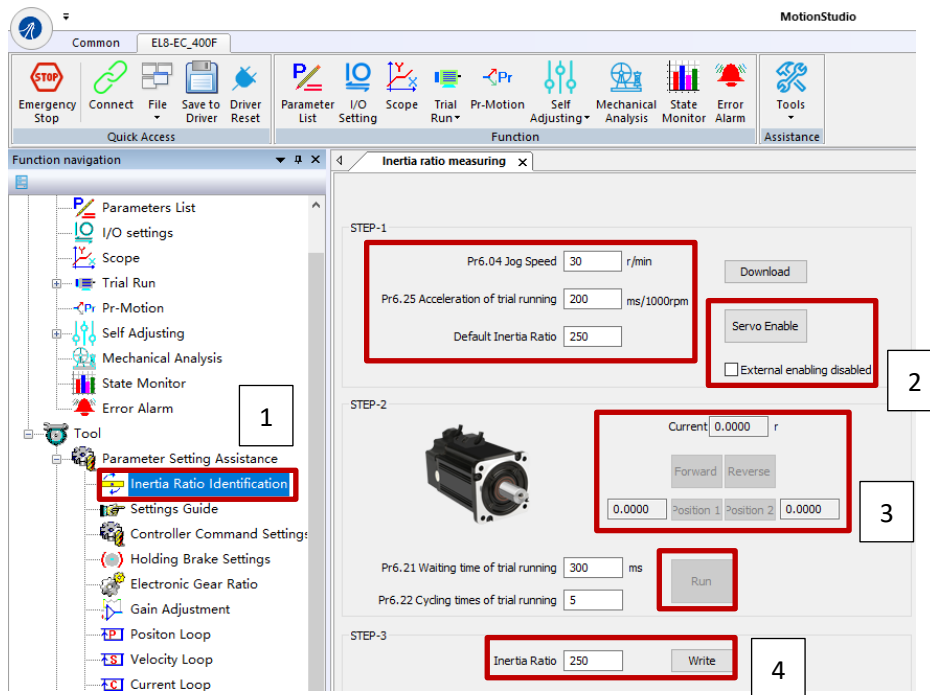 MotionStudio
Common EL8-EC_400F
STOP
Emergency Stop Connect File Save to Driver Driver Reset Parameter List I/O Setting Scope Trial Run Pr-Motion Self Adjusting Mechanical Analysis State Monitor Error Alarm Tools
Quick Access Function Assistance
Function navigation
Inertia ratio measuring x
Parameters List
I/O settings
Scope
Trial Run
Pr-Motion
Self Adjusting
Mechanical Analysis
State Monitor
Error Alarm
1
Tool
Parameter Setting Assistance
Inertia Ratio Identification
Settings Guide
Controller Command Settings
Holding Brake Settings
Electronic Gear Ratio
Gain Adjustment
Positon Loop
Velocity Loop
Current Loop
STEP-1
Pr6.04 Jog Speed 30 r/min
Download
Pr6.25 Acceleration of trial running 200 ms/1000rpm
Servo Enable
Default Inertia Ratio 250
External enabling disabled
2
STEP-2
Current 0.0000 r
Forward Reverse
0.0000 Position 1 Position 2 0.0000
3
Pr6.21 Waiting time of trial running 300 ms
Run
Pr6.22 Cycling times of trial running 5
STEP-3
Inertia Ratio 250 Write
4